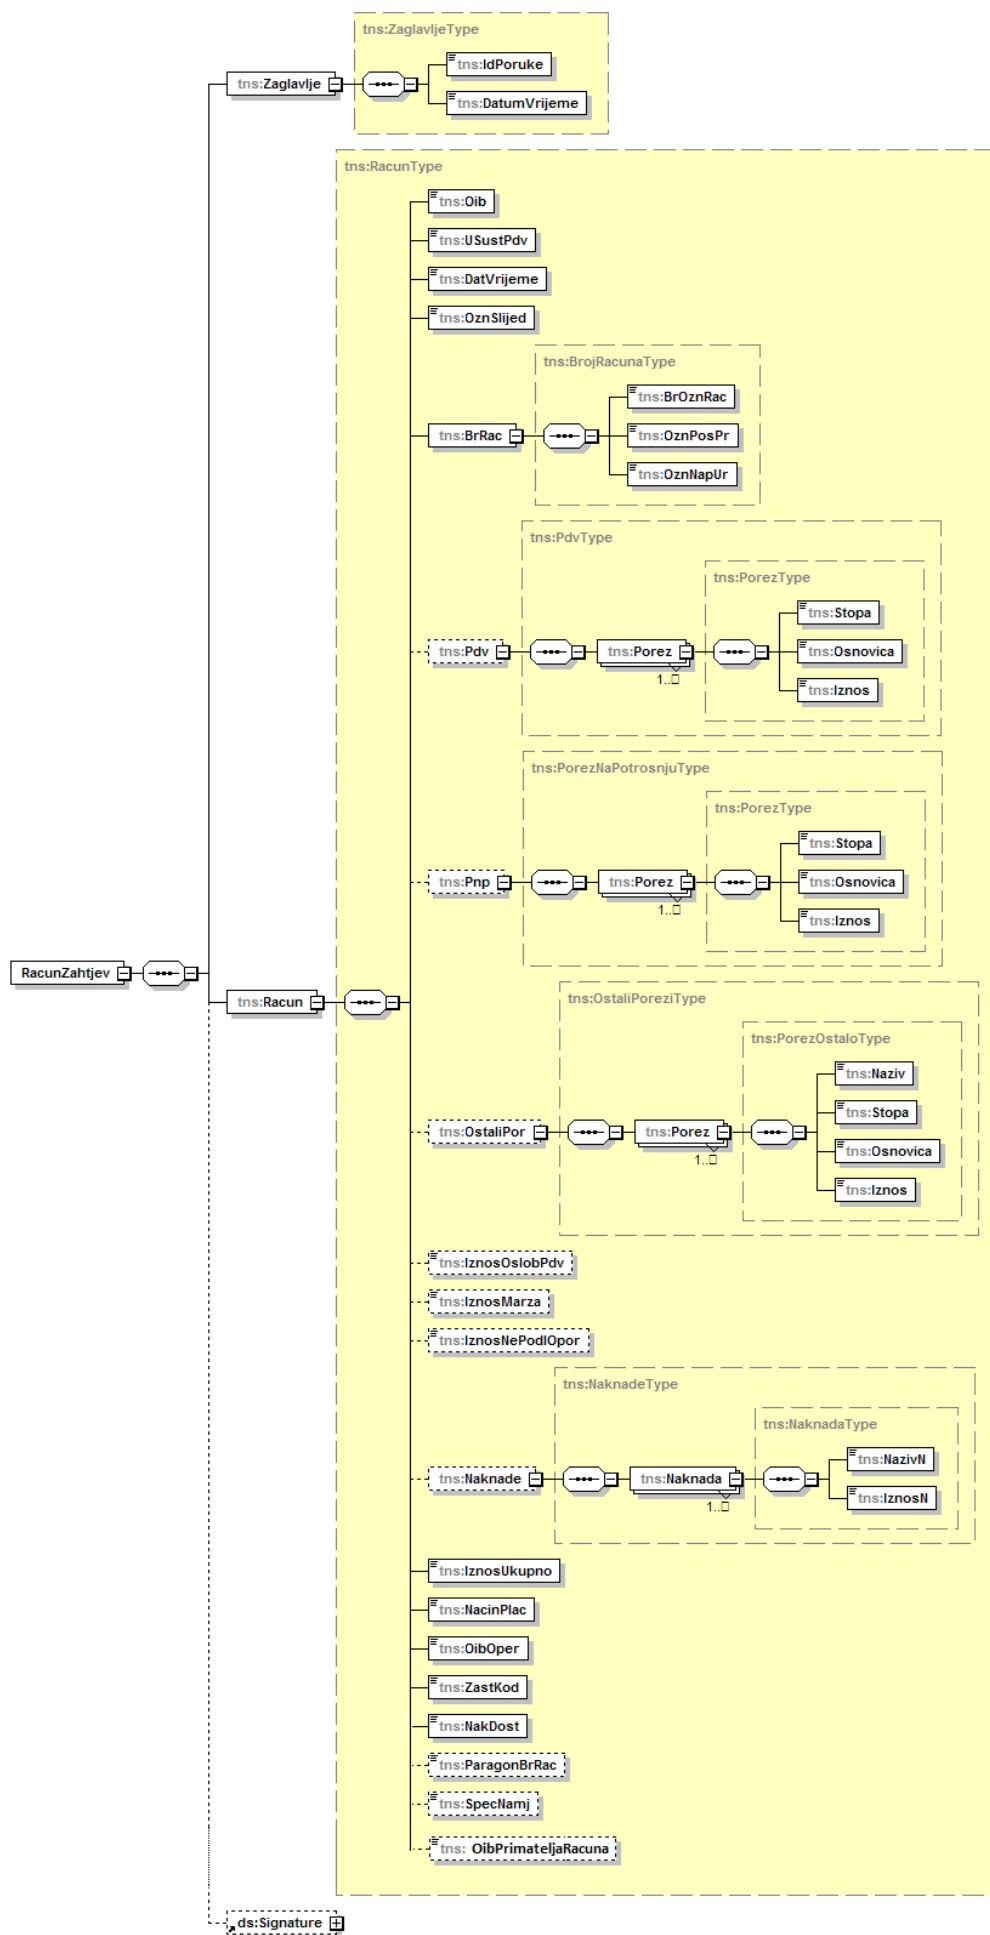 tns:ZaglavljeType
tns:IdPoruke
tns:Zaglavlje
tns:DatumVrijeme
tns:RacunType
tns:Oib
tns:USustPdv
tns:DatVrijeme
tns:OznSlijed
tns:BrojRacunaType
tns:BrOznRac
tns:BrRac
tns:OznPosPr
tns:OznNapUr
tns:PdvType
tns:PorezType
tns:Stopa
tns:Pdv
tns:Porez
tns:Osnovica
1..□
tns:Iznos
tns:PorezNaPotrosnjuType
tns:PorezType
tns:Stopa
tns:Pnp
tns:Porez
tns:Osnovica
1..□
tns:Iznos
RacunZahtjev
tns:Racun
tns:OstaliPoreziType
tns:PorezOstaloType
tns:Naziv
tns:Stopa
tns:OstaliPor
tns:Porez
1..□
tns:Osnovica
tns:Iznos
tns:IznosOslobPdv
tns:IznosMarza
tns:IznosNePodlOpor
tns:NaknadeType
tns:NaknadaType
tns:NazivN
tns:Naknade
tns:Naknada
1..□
tns:IznosN
tns:IznosUkupno
tns:NacinPlac
tns:OibOper
tns:ZastKod
tns:NakDost
tns:ParagonBrRac
tns:SpecNamj
tns: OibPrimateljaRacuna
ds:Signature